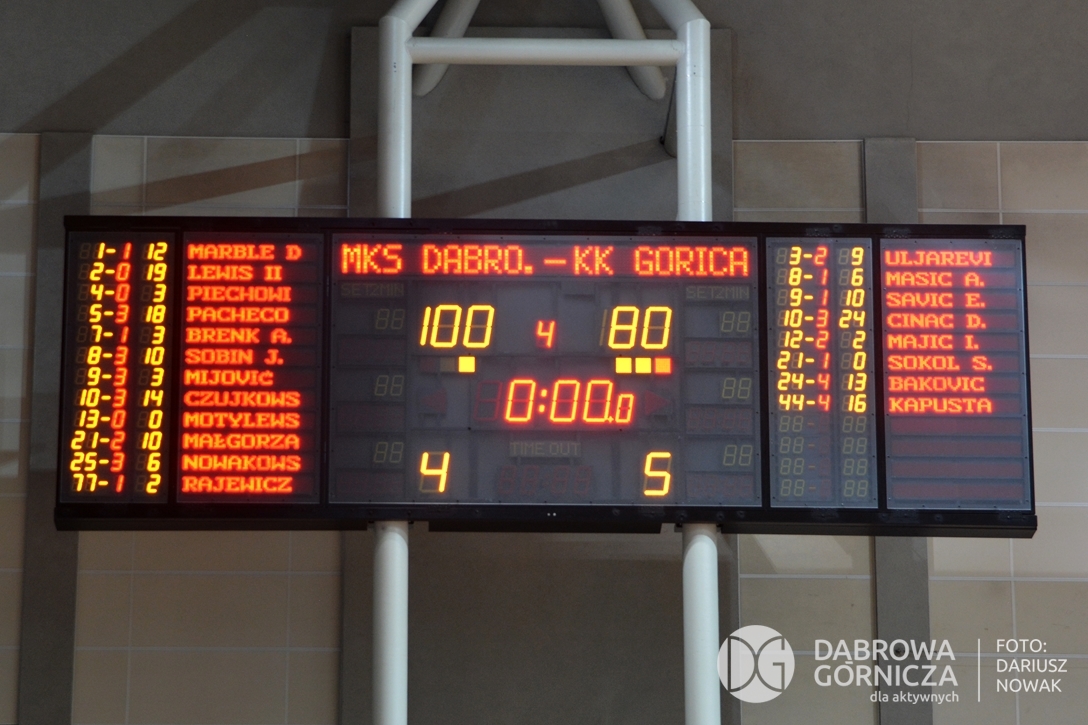 MKS DĄBRO.-KK GORICA
1-1 12 MARBLE D
2-0 19 LEWIS II
4-0 3 PIECHOWI
5-3 18 PACHECO
7-1 3 BRENK A.
8-3 10 SOBIN J.
9-3 3 MIJOVIĆ
10-3 14 CZUJKOWS
13-0 0 MOTYLEWS
21-2 10 MAŁGORZA
25-3 6 NOWAKOWS
77-1 2 RAJEWICZ
SET2MIN SET2MIN
100 4 80
0:00.0
TIME OUT
4 5
3-2 9 ULJAREVI
8-1 6 MASIC A.
9-1 10 SAVIC E.
10-3 24 CINAC D.
12-2 2 MAJIC I.
21-1 0 SOKOL S.
24-4 13 BAKOVIC
44-4 16 KAPUSTA
DG
DĄBROWA
GÓRNICZA
dla aktywnych
FOTO:
DARIUSZ
NOWAK